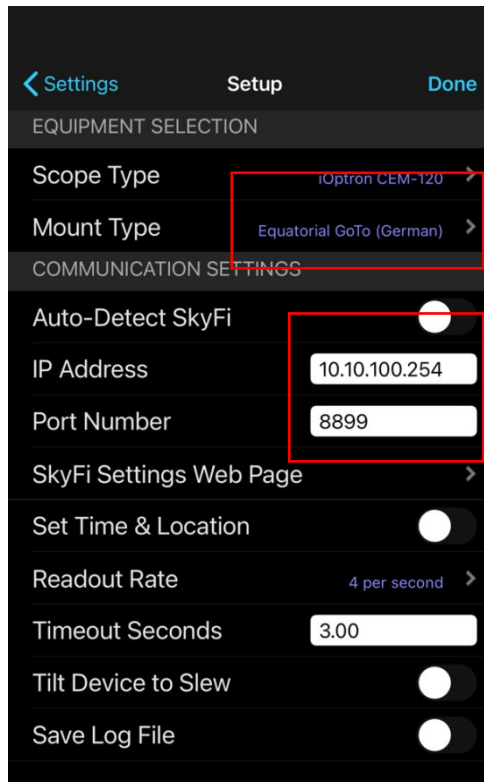 Settings Setup Done
EQUIPMENT SELECTION
Scope Type iOptron CEM-120
Mount Type Equatorial GoTo (German)
COMMUNICATION SETTINGS
Auto-Detect SkyFi
IP Address 10.10.100.254
Port Number 8899
SkyFi Settings Web Page
Set Time & Location
Readout Rate 4 per second
Timeout Seconds 3.00
Tilt Device to Slew
Save Log File